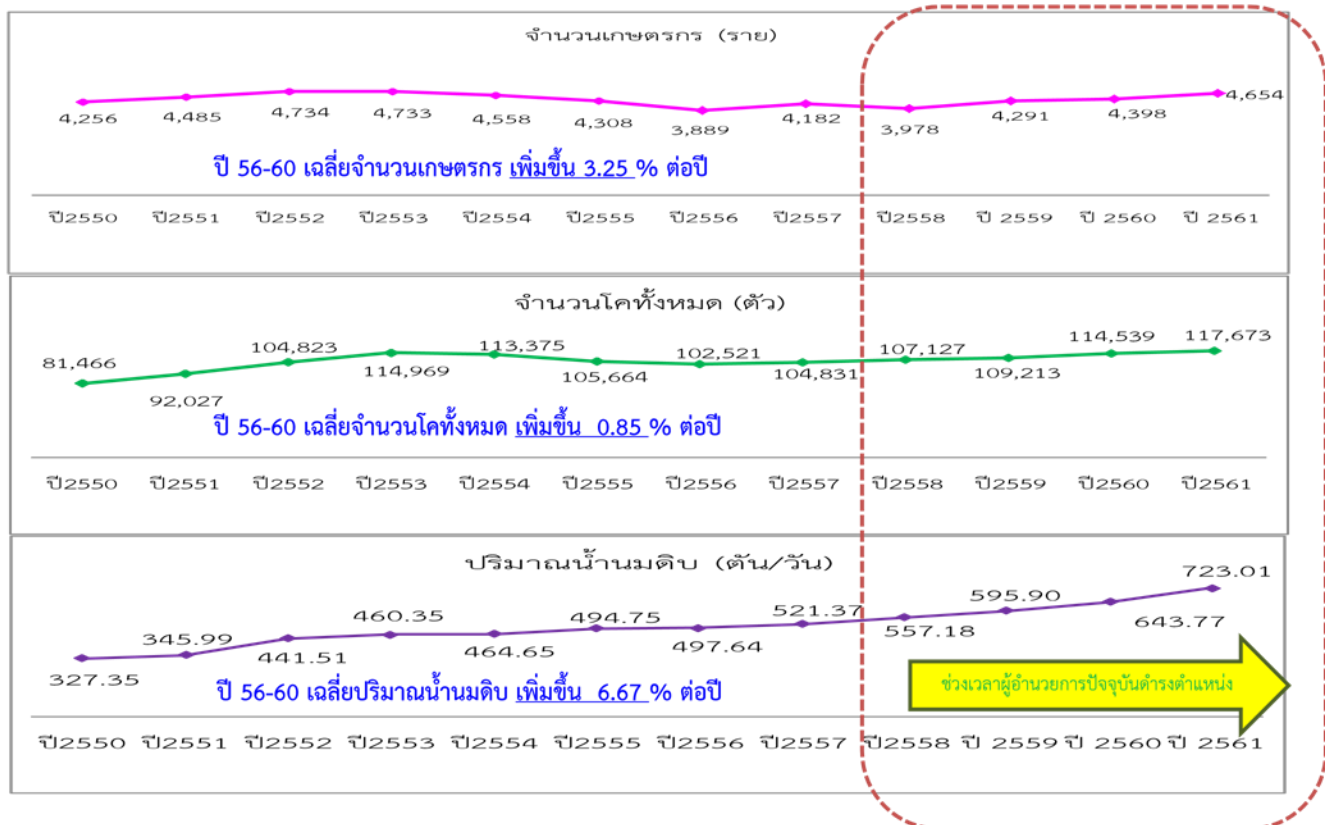 จำนวนเกษตรกร (ราย)
4,256 4,485 4,734 4,733 4,558 4,308 3,889 4,182 3,978 4,291 4,398 4,654
ปี 56-60 เฉลี่ยจำนวนเกษตรกร เพิ่มขึ้น 3.25 % ต่อปี
ปี2550 ปี2551 ปี2552 ปี2553 ปี2554 ปี2555 ปี2556 ปี2557 ปี2558 ปี 2559 ปี 2560 ปี 2561
จำนวนโคทั้งหมด (ตัว)
81,466 92,027 104,823 114,969 113,375 105,664 102,521 104,831 107,127 109,213 114,539 117,673
ปี 56-60 เฉลี่ยจำนวนโคทั้งหมด เพิ่มขึ้น 0.85 % ต่อปี
ปี2550 ปี2551 ปี2552 ปี2553 ปี2554 ปี2555 ปี2556 ปี2557 ปี2558 ปี2559 ปี2560 ปี2561
ปริมาณน้ำนมดิบ (ตัน/วัน)
327.35 345.99 441.51 460.35 464.65 494.75 497.64 521.37 557.18 595.90 643.77 723.01
ปี 56-60 เฉลี่ยปริมาณน้ำนมดิบ เพิ่มขึ้น 6.67 % ต่อปี
ช่วงเวลาผู้อำนวยการปัจจุบันดำรงตำแหน่ง
ปี2550 ปี2551 ปี2552 ปี2553 ปี2554 ปี2555 ปี2556 ปี2557 ปี2558 ปี 2559 ปี 2560 ปี 2561